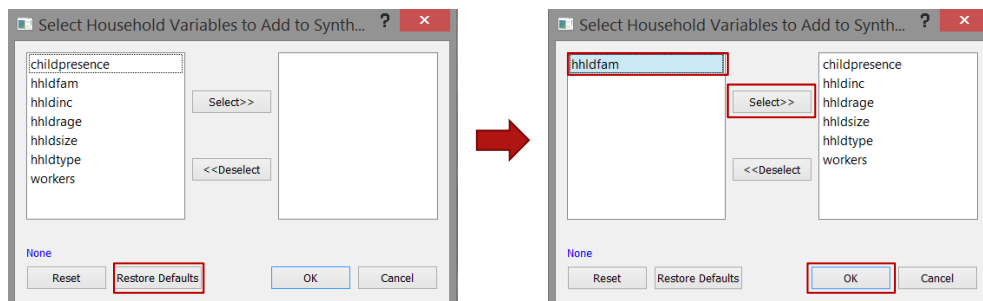 Select Household Variables to Add to Synth... ? ×
childpresence
hhldfam
hhldinc
hhldrage
hhldsize
hhldtype
workers
Select>>
<<Deselect
None
Reset
Restore Defaults
OK
Cancel
Select Household Variables to Add to Synth... ? ×
hhldfam
Select>>
<<Deselect
childpresence
hhldinc
hhldrage
hhldsize
hhldtype
workers
None
Reset
Restore Defaults
OK
Cancel